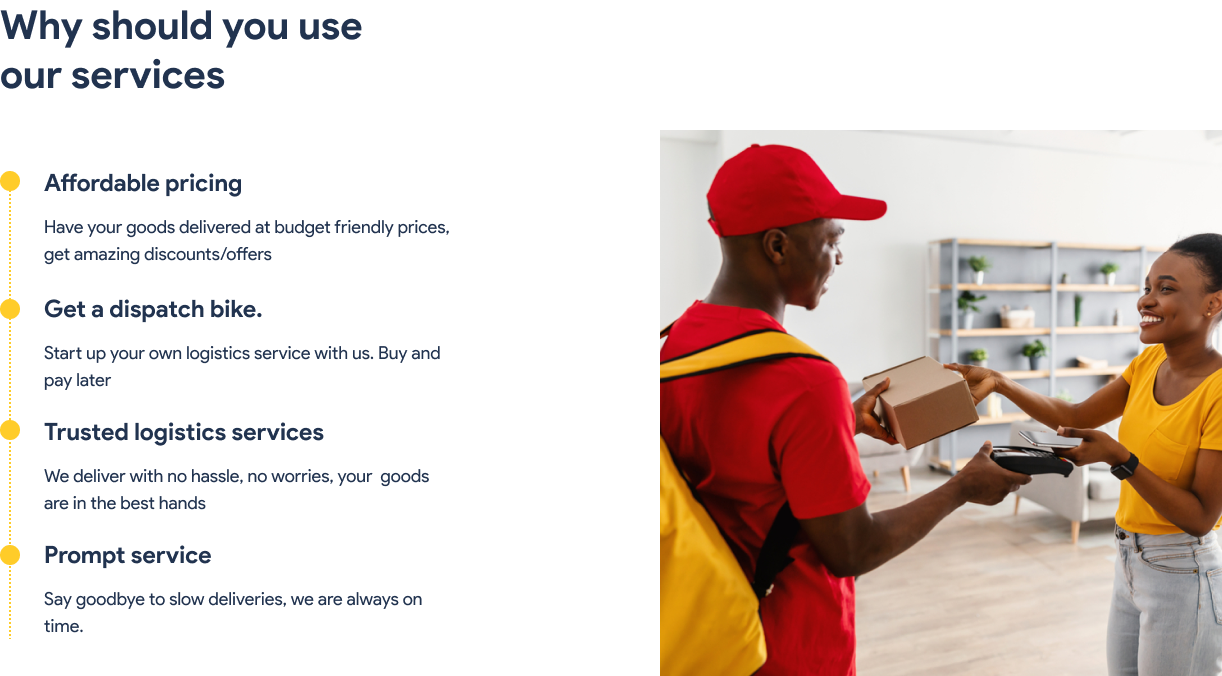 Why should you use
our services
Affordable pricing
Have your goods delivered at budget friendly prices,
get amazing discounts/offers
Get a dispatch bike.
Start up your own logistics service with us. Buy and
pay later
Trusted logistics services
We deliver with no hassle, no worries, your  goods
are in the best hands
Prompt service
Say goodbye to slow deliveries, we are always on
time.